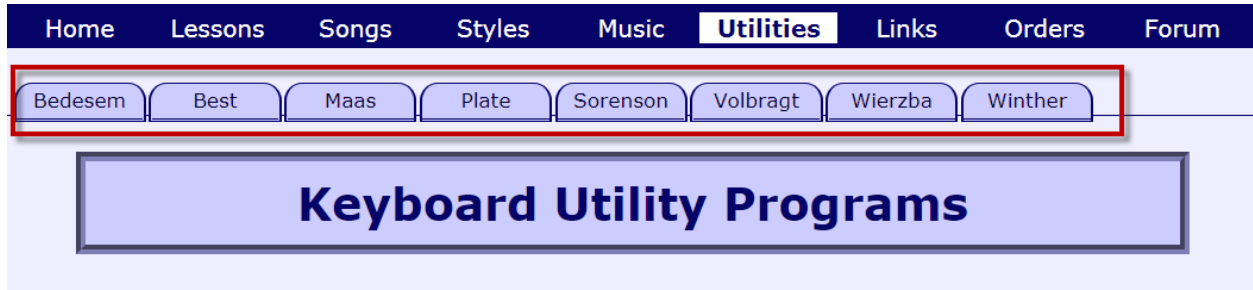 Home Lessons Songs Styles Music Utilities Links Orders Forum
Bedesem Best Maas Plate Sorenson Volbragt Wierzba Winther
Keyboard Utility Programs